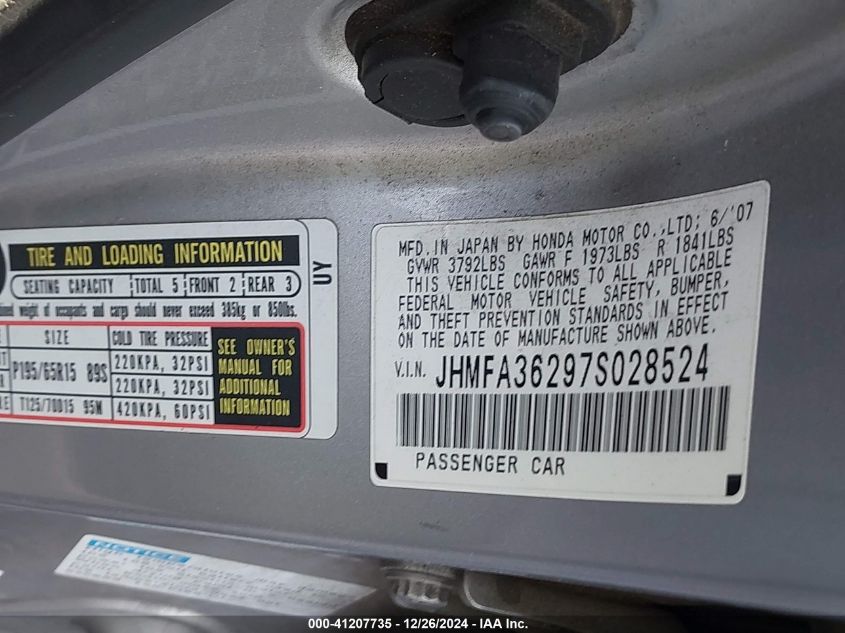 TIRE AND LOADING INFORMATION
SEATING CAPACITY TOTAL 5 FRONT 2 REAR 3
weight of occupants and cargo should never exceed 385kg or 850lbs.
SIZE COLD TIRE PRESSURE
P195/65R15 89S 220KPA, 32PSI
220KPA, 32PSI
T125/70D15 95M 420KPA, 60PSI
SEE OWNER'S
MANUAL FOR
ADDITIONAL
INFORMATION
UY
MFD. IN JAPAN BY HONDA MOTOR CO.,LTD; 6/'07
GVWR 3792LBS GAWR F 1973LBS R 1841LBS
THIS VEHICLE CONFORMS TO ALL APPLICABLE
FEDERAL MOTOR VEHICLE SAFETY, BUMPER,
AND THEFT PREVENTION STANDARDS IN EFFECT
ON THE DATE OF MANUFACTURE SHOWN ABOVE.
V.I.N. JHMFA36297S028524
PASSENGER CAR
NOTICE
000-41207735 - 12/26/2024 - IAA Inc.